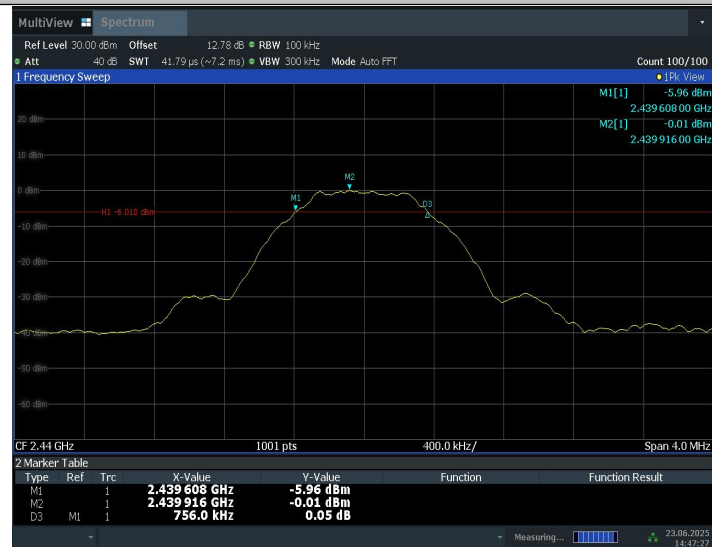 MultiView Spectrum
Ref Level 30.00 dBm Offset 12.78 dB RBW 100 kHz
Att 40 dB SWT 41.79 µs (~7.2 ms) VBW 300 kHz Mode Auto FFT Count 100/100
1 Frequency Sweep 1Pk View
M1[1] -5.96 dBm
2.43960800 GHz
M2[1] -0.01 dBm
2.43991600 GHz
20 dBm
10 dBm
M2
0 dBm
M1
D3
H1 -6.010 dBm
-10 dBm
-20 dBm
-30 dBm
-40 dBm
-50 dBm
-60 dBm
CF 2.44 GHz 1001 pts 400.0 kHz/ Span 4.0 MHz
2 Marker Table
Type Ref Trc X-Value Y-Value Function Function Result
M1 1 2.439 608 GHz -5.96 dBm
M2 1 2.439 916 GHz -0.01 dBm
D3 M1 1 756.0 kHz 0.05 dB
Measuring... 23.06.2025
14:47:27